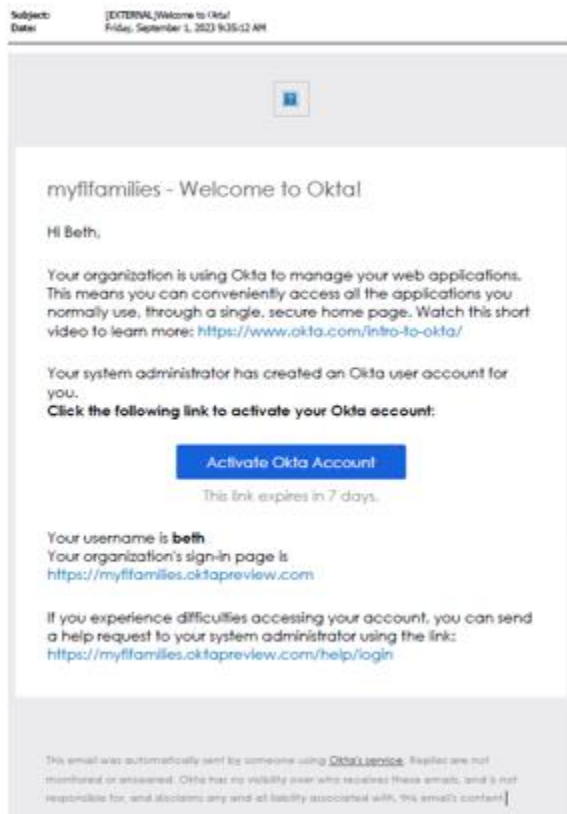 Subject: [EXTERNAL]Welcome to Okta!
Date: Friday, September 1, 2023 9:35:12 AM
myflfamilies - Welcome to Okta!
Hi Beth,
Your organization is using Okta to manage your web applications.
This means you can conveniently access all the applications you
normally use, through a single, secure home page. Watch this short
video to learn more: https://www.okta.com/intro-to-okta/
Your system administrator has created an Okta user account for
you.
Click the following link to activate your Okta account:
Activate Okta Account
This link expires in 7 days.
Your username is beth
Your organization's sign-in page is
https://myflfamilies.oktapreview.com
If you experience difficulties accessing your account, you can send
a help request to your system administrator using the link:
https://myflfamilies.oktapreview.com/help/login
This email was automatically sent by someone using Okta's service. Replies are not
monitored or answered. Okta has no visibility over who receives these emails, and is not
responsible for, and disclaims any and all liability associated with, this email's content